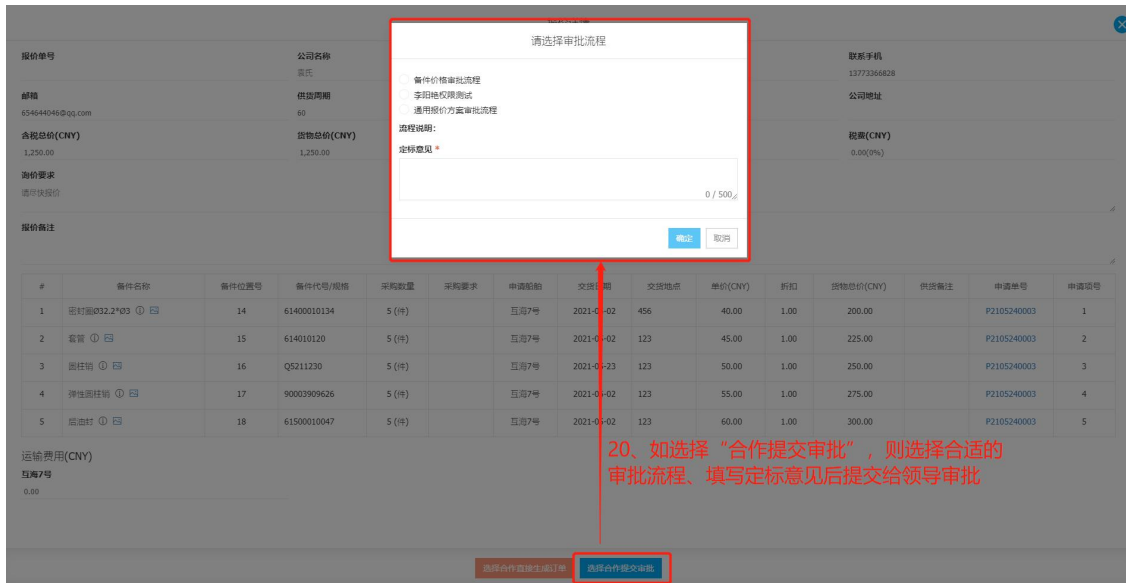 请选择审批流程
备件价格审批流程
李阳艳权限测试
通用报价方案审批流程
流程说明:
定标意见 *
0 / 500
确定 取消
报价单号 公司名称 联系手机
13773366828
邮箱 供货周期 公司地址
654644046@qq.com 60
含税总价(CNY) 货物总价(CNY) 税费(CNY)
1,250.00 1,250.00 0.00(0%)
询价要求
请尽快报价
报价备注
# 备件名称 备件位置号 备件代号/规格 采购数量 采购要求 申请船舶 交货日期 交货地点 单价(CNY) 折扣 货物总价(CNY) 供货备注 申请单号 申请项号
1 密封圈Ø32.2*Ø3 14 61400010134 5 (件) 互海7号 2021-06-02 456 40.00 1.00 200.00 P2105240003 1
2 套管 15 614010120 5 (件) 互海7号 2021-06-02 123 45.00 1.00 225.00 P2105240003 2
3 圆柱销 16 Q5211230 5 (件) 互海7号 123 50.00 1.00 250.00 P2105240003 3
4 弹性圆柱销 17 90003909626 5 (件) 互海7号 2021-06-02 123 55.00 1.00 275.00 P2105240003 4
5 18 61500010047 5 (件) 互海7号 2021-06-02 123 60.00 1.00 300.00 P2105240003 5
20、如选择“合作提交审批”,则选择合适的
审批流程、填写定标意见后提交给领导审批
运输费用(CNY)
互海7号
0.00
选择合作直接生成订单 选择合作提交审批